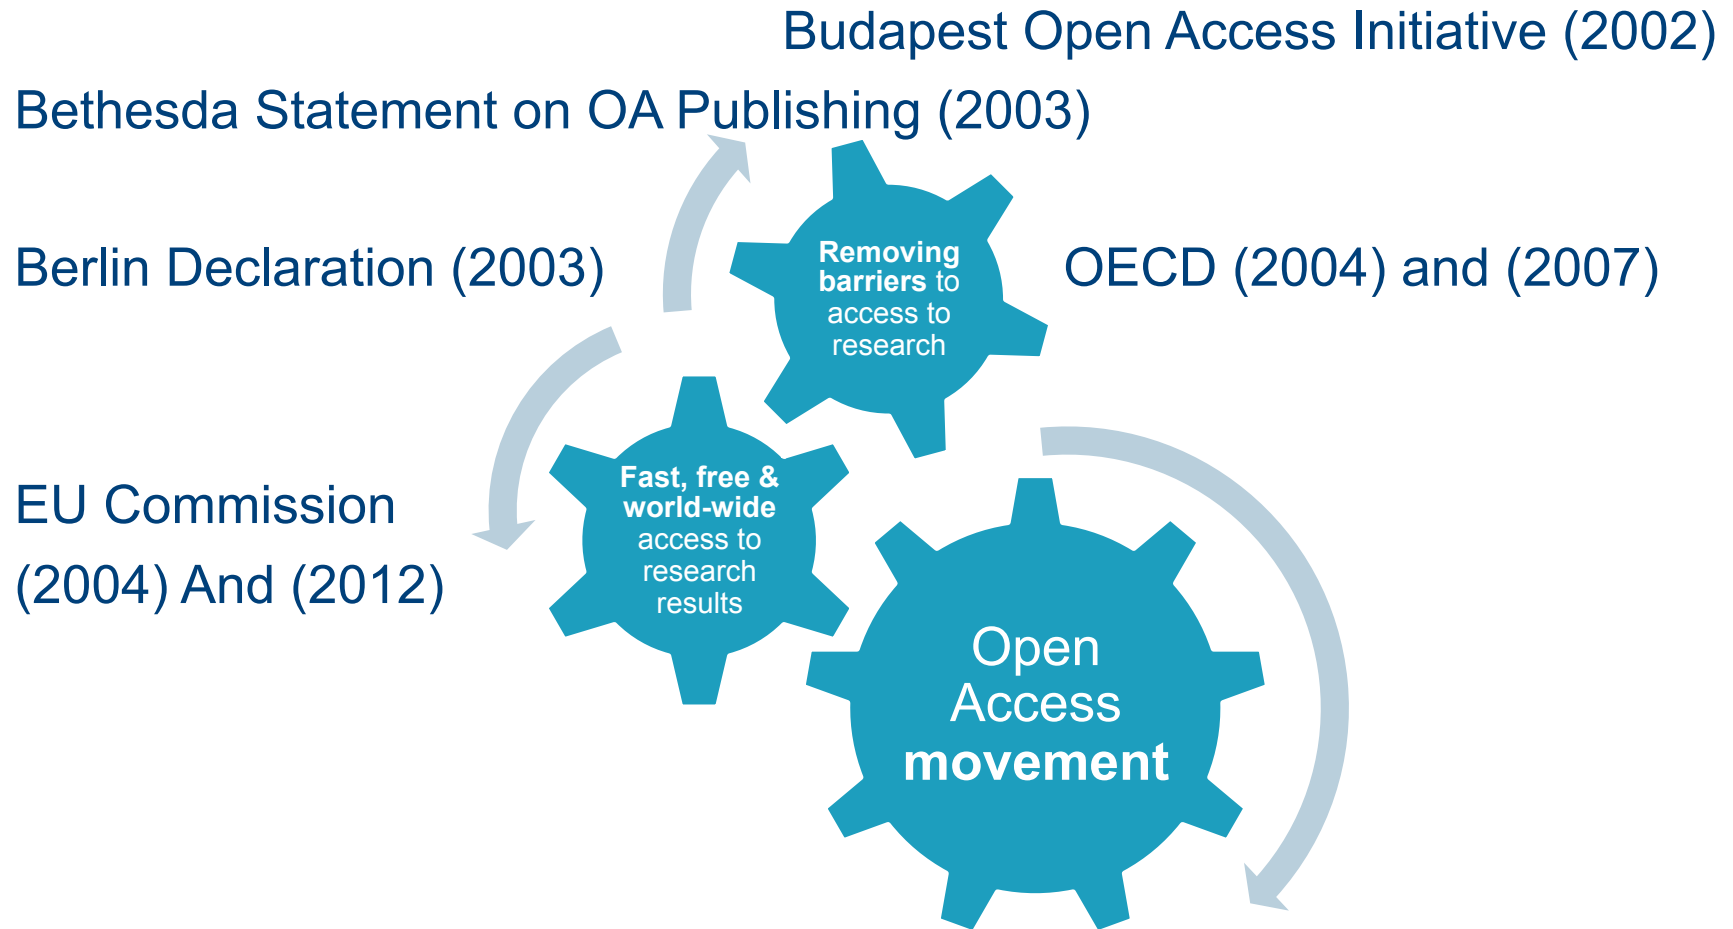 Budapest Open Access Initiative (2002)
Bethesda Statement on OA Publishing (2003)
Berlin Declaration (2003)
OECD (2004) and (2007)
Removing
barriers to
access to
research
EU Commission
(2004) And (2012)
Fast, free &
world-wide
access to
research
results
Open
Access
movement